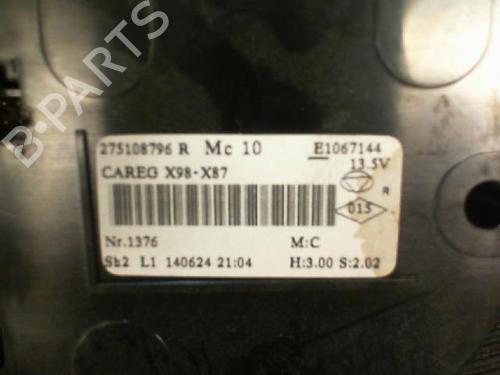 275108796 R Mc 10 E1067144
13.5V
CAREG X98-X87
R
015
Nr.1376 M:C
Sh2 L1 140624 21:04 H:3.00 S:2.02